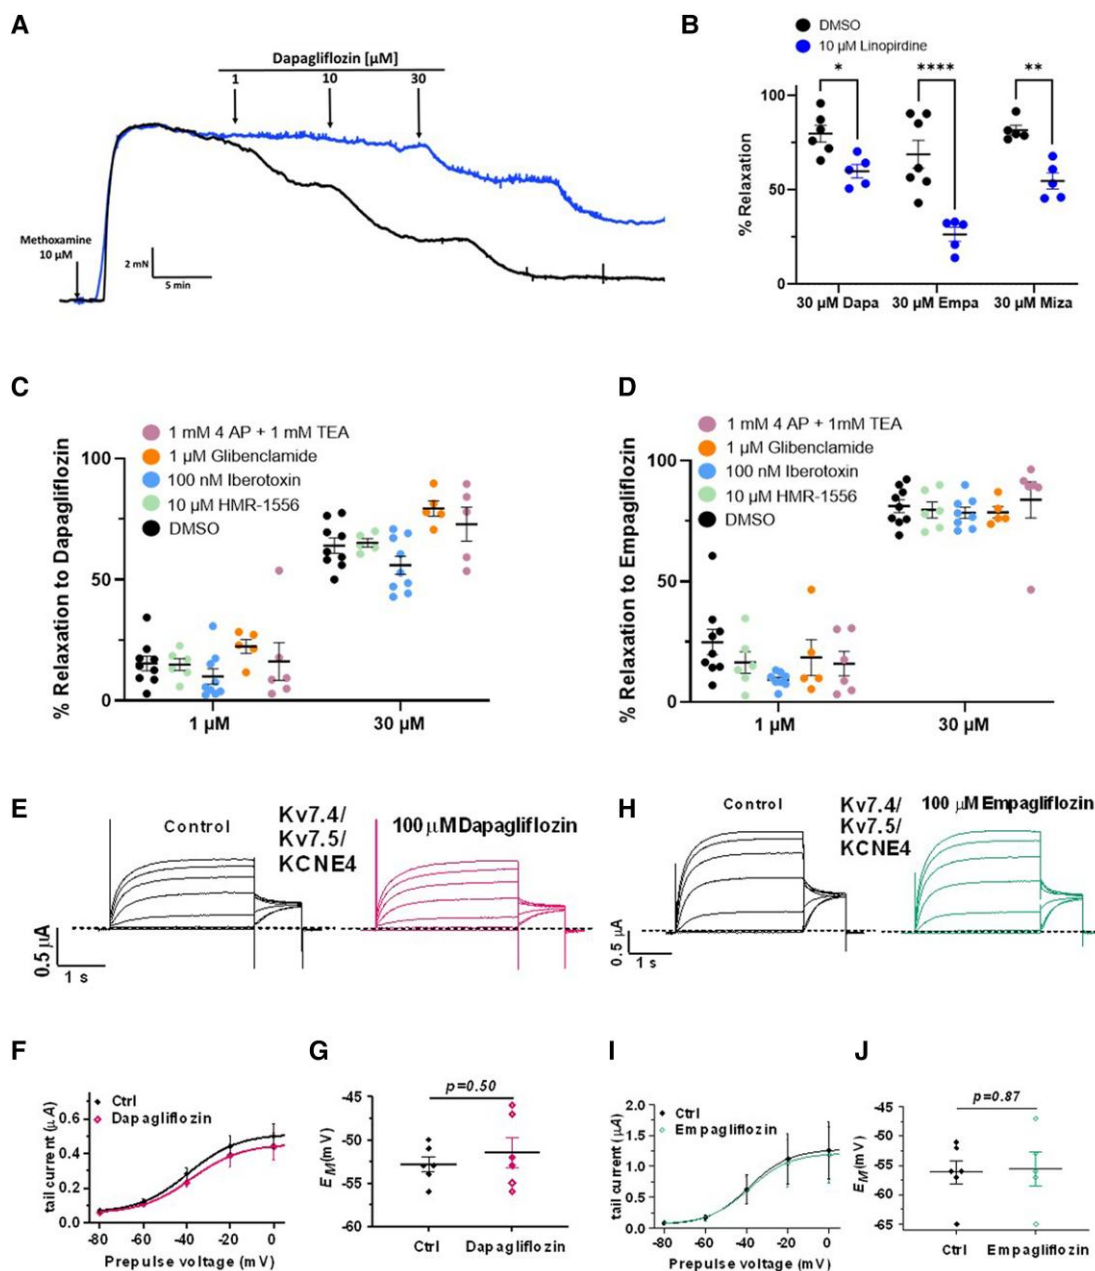 A
Dapagliflozin [µM]
1 10 30
Methoxamine
10 µM
2 mN
5 min
B
DMSO
10 µM Linopirdine
* **** **
% Relaxation
100
50
0
30 µM Dapa 30 µM Empa 30 µM Miza
C
% Relaxation to Dapagliflozin
1 mM 4 AP + 1 mM TEA
1 µM Glibenclamide
100 nM Iberotoxin
10 µM HMR-1556
DMSO
100
50
0
1 µM 30 µM
D
% Relaxation to Empagliflozin
1 mM 4 AP + 1mM TEA
1 µM Glibenclamide
100 nM Iberotoxin
10 µM HMR-1556
DMSO
100
50
0
1 µM 30 µM
E
Control
Kv7.4/
Kv7.5/
KCNE4
100 µM Dapagliflozin
0.5 µA
1 s
H
Control
Kv7.4/
Kv7.5/
KCNE4
100 µM Empagliflozin
0.5 µA
1 s
F
tail current (µA)
Ctrl
Dapagliflozin
0.6
0.4
0.2
0.0
-80 -60 -40 -20 0
Prepulse voltage (mV)
G
p=0.50
EM(mV)
-45
-50
-55
-60
Ctrl Dapagliflozin
I
tail current (µA)
Ctrl
Empagliflozin
2.0
1.5
1.0
0.5
0.0
-80 -60 -40 -20 0
Prepulse voltage (mV)
J
p=0.87
EM(mV)
-45
-50
-55
-60
-65
Ctrl Empagliflozin